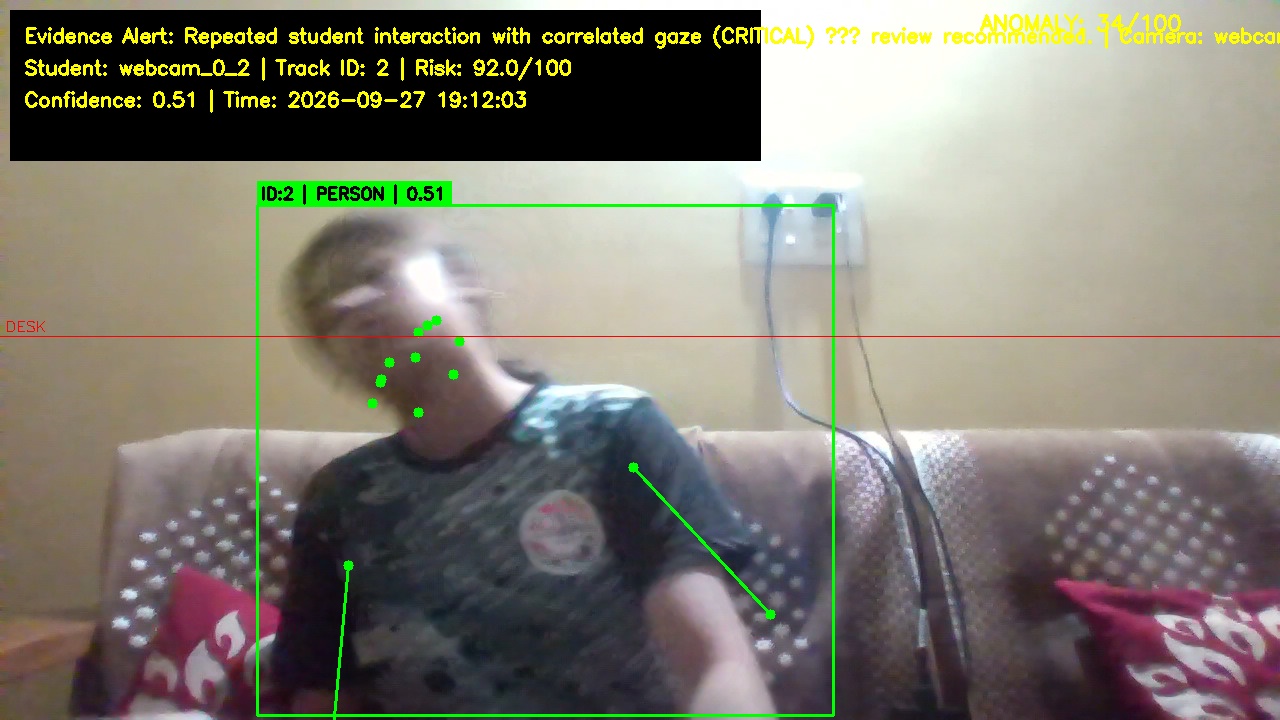 ANOMALY: 34/100
Evidence Alert: Repeated student interaction with correlated gaze (CRITICAL) ??? review recommended. | Camera: webcam
Student: webcam_0_2 | Track ID: 2 | Risk: 92.0/100
Confidence: 0.51 | Time: 2026-09-27 19:12:03
ID:2 | PERSON | 0.51
DESK